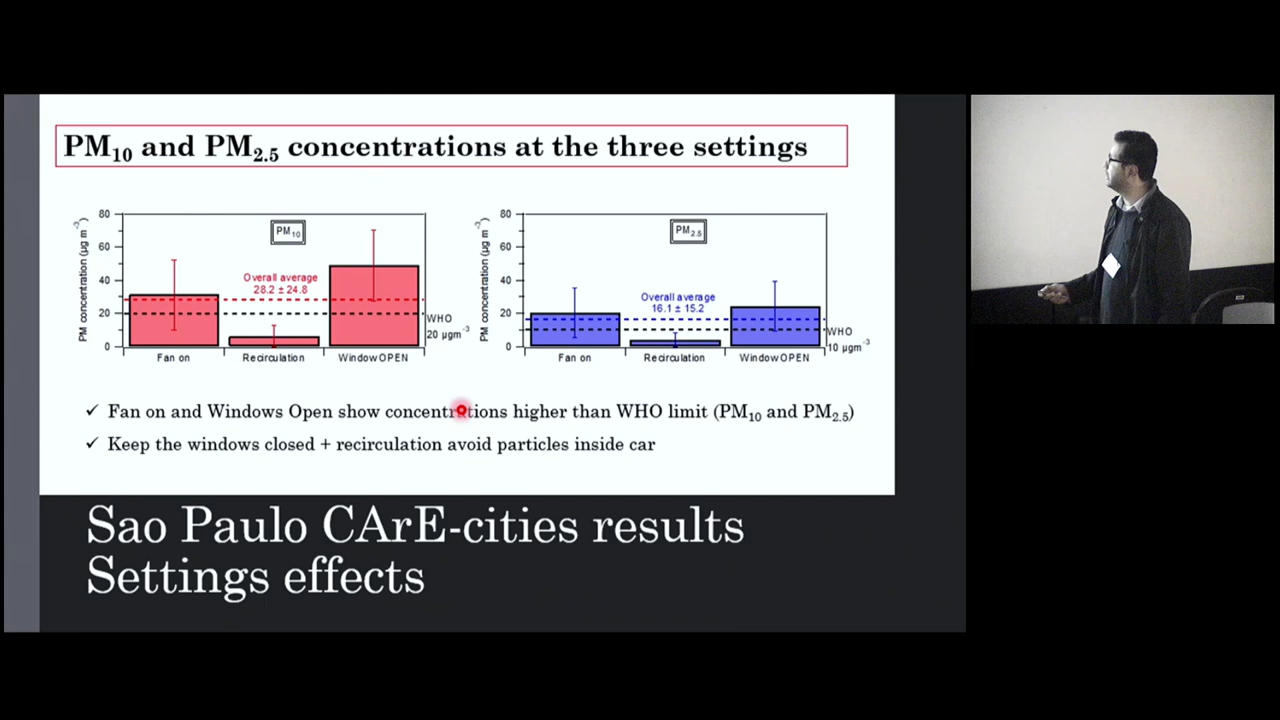 PM10 and PM2.5 concentrations at the three settings
PM concentration (µg m-3)
80
60
40
20
0
PM10
Overall average
28.2 ± 24.8
WHO
20 µgm-3
Fan on
Recirculation
Window OPEN
PM concentration (µg m-3)
80
60
40
20
0
PM2.5
Overall average
16.1 ± 15.2
WHO
10 µgm-3
Fan on
Recirculation
Window OPEN
✓ Fan on and Windows Open show concentrations higher than WHO limit (PM10 and PM2.5)
✓ Keep the windows closed + recirculation avoid particles inside car
Sao Paulo CArE-cities results
Settings effects